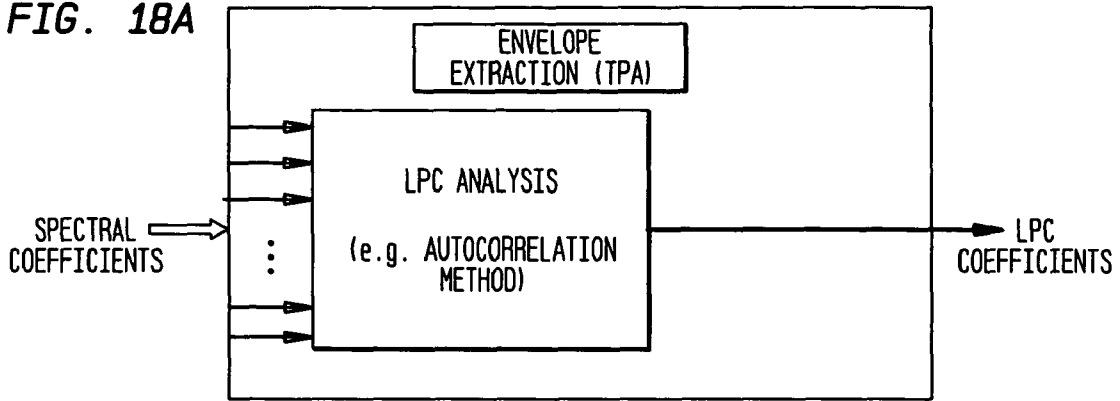 FIG. 18A
ENVELOPE
EXTRACTION (TPA)
LPC ANALYSIS
(e.g. AUTOCORRELATION
METHOD)
SPECTRAL
COEFFICIENTS
LPC
COEFFICIENTS